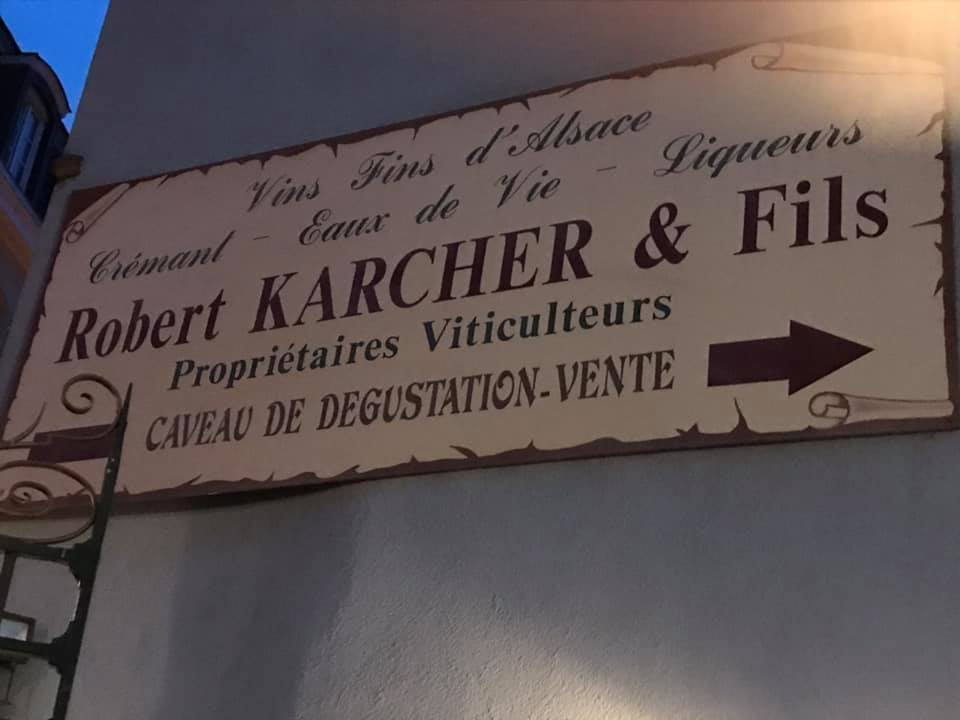 Vins Fins d'Alsace
Crémant - Eaux de Vie - Liqueurs
Robert KARCHER & Fils
Propriétaires Viticulteurs
CAVEAU DE DEGUSTATION-VENTE